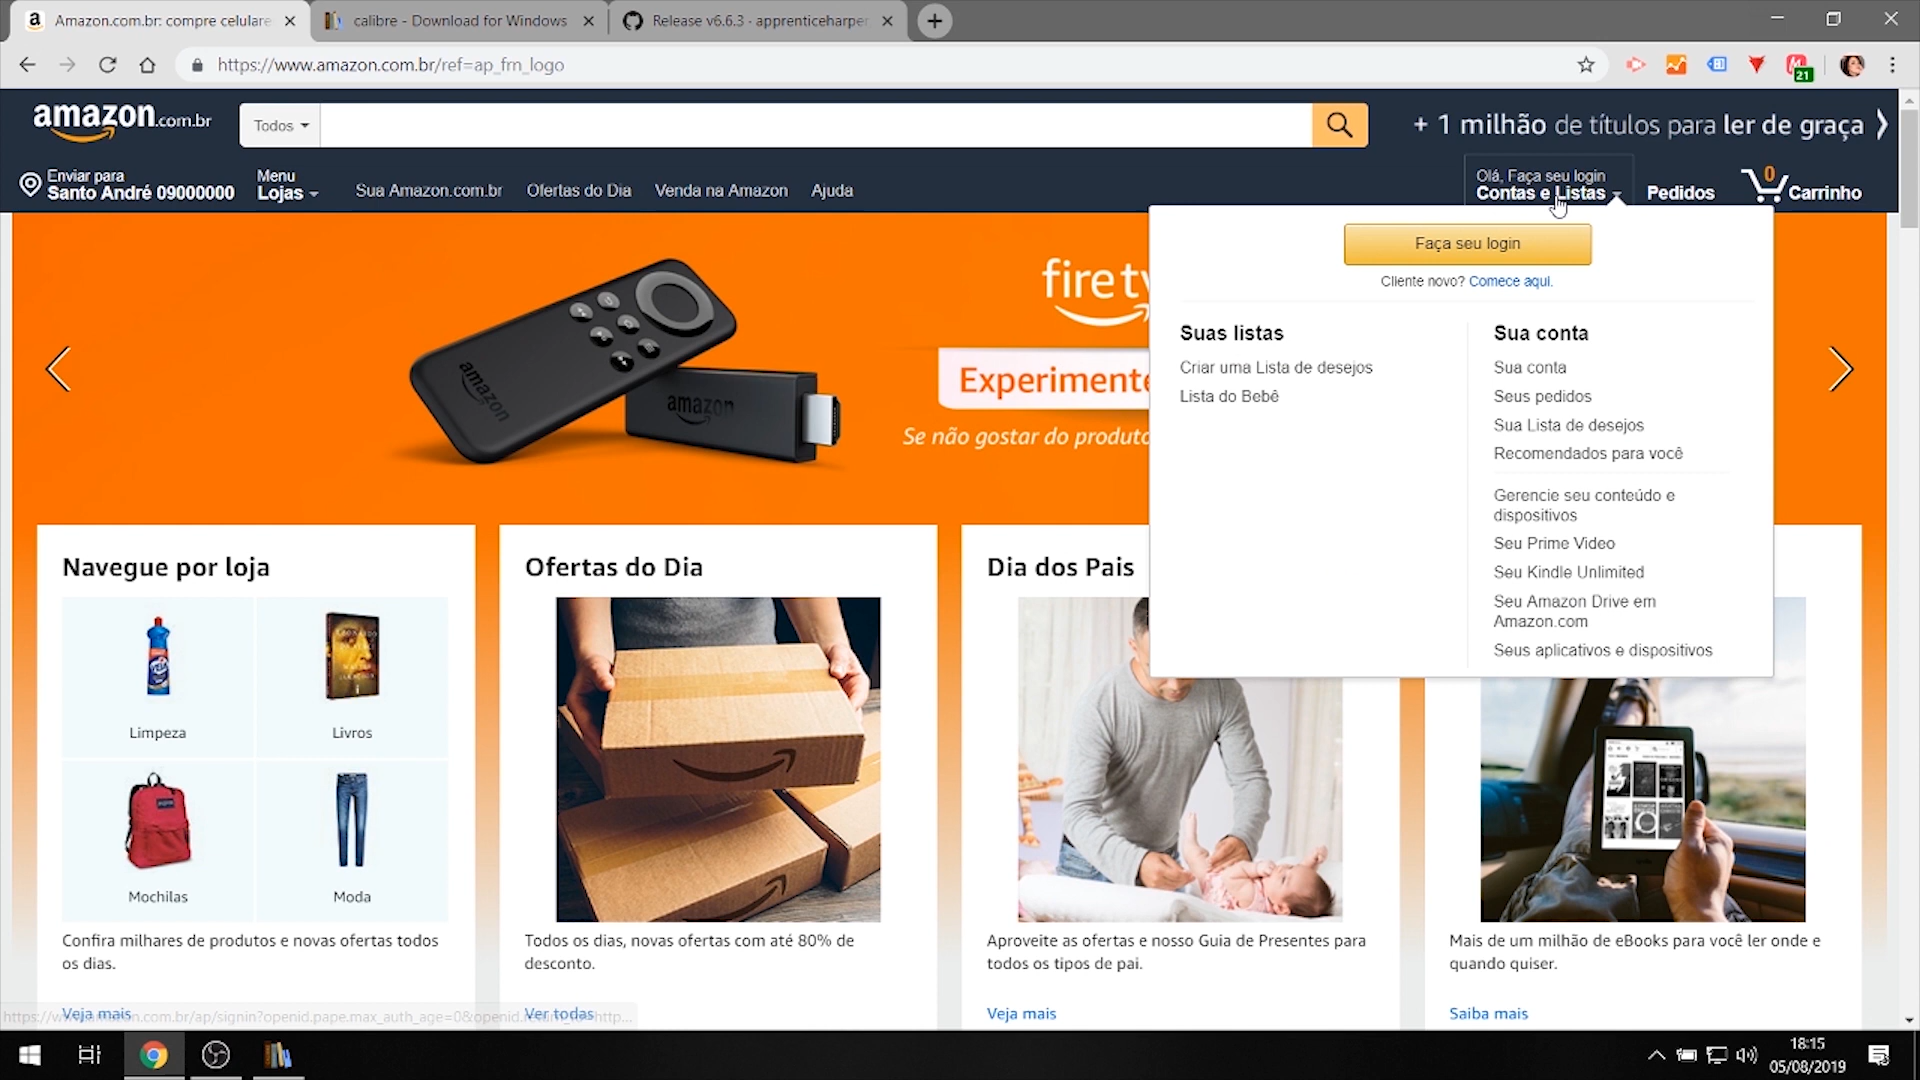 Amazon.com.br: compre celulare
calibre - Download for Windows
Release v6.6.3 · apprenticeharper
https://www.amazon.com.br/ref=ap_frn_logo
21
amazon.com.br
Todos
+ 1 milhão de títulos para ler de graça
Enviar para
Santo André 09000000
Menu
Lojas
Sua Amazon.com.br
Ofertas do Dia
Venda na Amazon
Ajuda
Olá, Faça seu login
Contas e Listas
Pedidos
0
Carrinho
Faça seu login
Cliente novo? Comece aqui.
Suas listas
Criar uma Lista de desejos
Lista do Bebê
Sua conta
Sua conta
Seus pedidos
Sua Lista de desejos
Recomendados para você
Gerencie seu conteúdo e
dispositivos
Seu Prime Video
Seu Kindle Unlimited
Seu Amazon Drive em
Amazon.com
Seus aplicativos e dispositivos
amazon
amazon
fire tv
Experimente
Se não gostar do produto
Navegue por loja
Limpeza
Livros
Mochilas
Moda
Confira milhares de produtos e novas ofertas todos
os dias.
Veja mais
Ofertas do Dia
Todos os dias, novas ofertas com até 80% de
desconto.
Ver todas
Dia dos Pais
Aproveite as ofertas e nosso Guia de Presentes para
todos os tipos de pai.
Veja mais
Mais de um milhão de eBooks para você ler onde e
quando quiser.
Saiba mais
18:15
05/08/2019